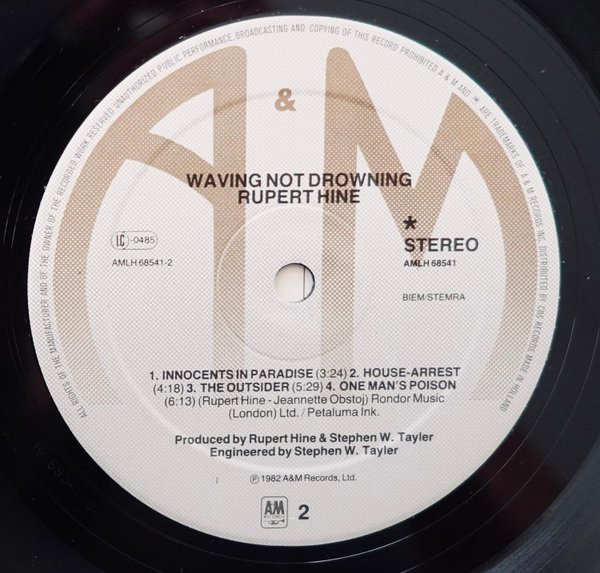 ALL RIGHTS OF THE MANUFACTURER AND OF THE OWNER OF THE RECORDED WORK RESERVED UNAUTHORIZED PUBLIC PERFORMANCE, BROADCASTING AND COPYING OF THIS RECORD PROHIBITED. A & M AND ✳ ARE TRADEMARKS OF A & M RECORDS INC. DISTRIBUTED BY CBS RECORDS MADE IN HOLLAND
A & M
WAVING NOT DROWNING
RUPERT HINE
LC-0485
AMLH 68541-2
*
STEREO
AMLH 68541
BIEM/STEMRA
1. INNOCENTS IN PARADISE (3:24) 2. HOUSE-ARREST
(4:18) 3. THE OUTSIDER (5:29) 4. ONE MAN'S POISON
(6:13) (Rupert Hine - Jeannette Obstoj) Rondor Music
(London) Ltd. / Petaluma Ink.
Produced by Rupert Hine & Stephen W. Tayler
Engineered by Stephen W. Tayler
℗ 1982 A&M Records, Ltd.
A&M
RECORDS
2